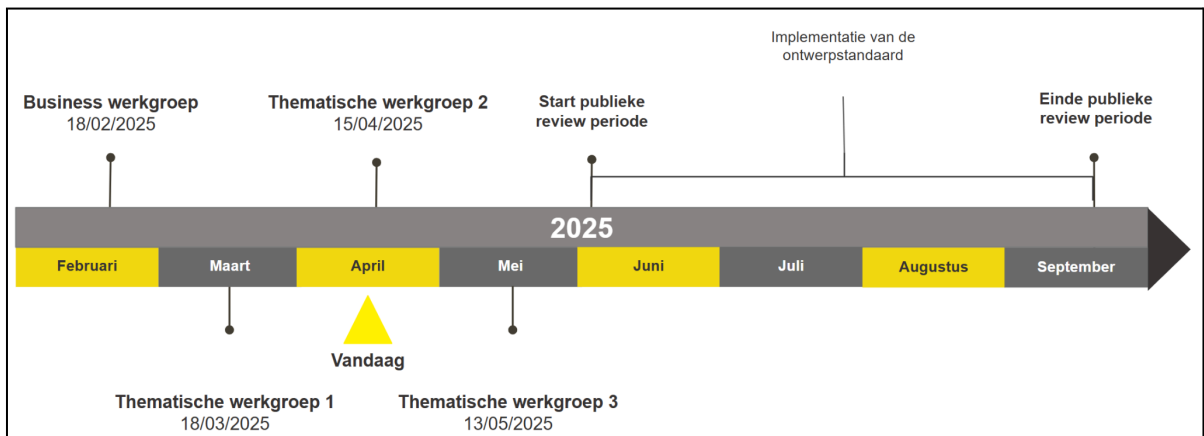 Implementatie van de
ontwerpstandaard
Business werkgroep
18/02/2025
Thematische werkgroep 2
15/04/2025
Start publieke
review periode
Einde publieke
review periode
2025
Februari
Maart
April
Mei
Juni
Juli
Augustus
September
Vandaag
Thematische werkgroep 1
18/03/2025
Thematische werkgroep 3
13/05/2025